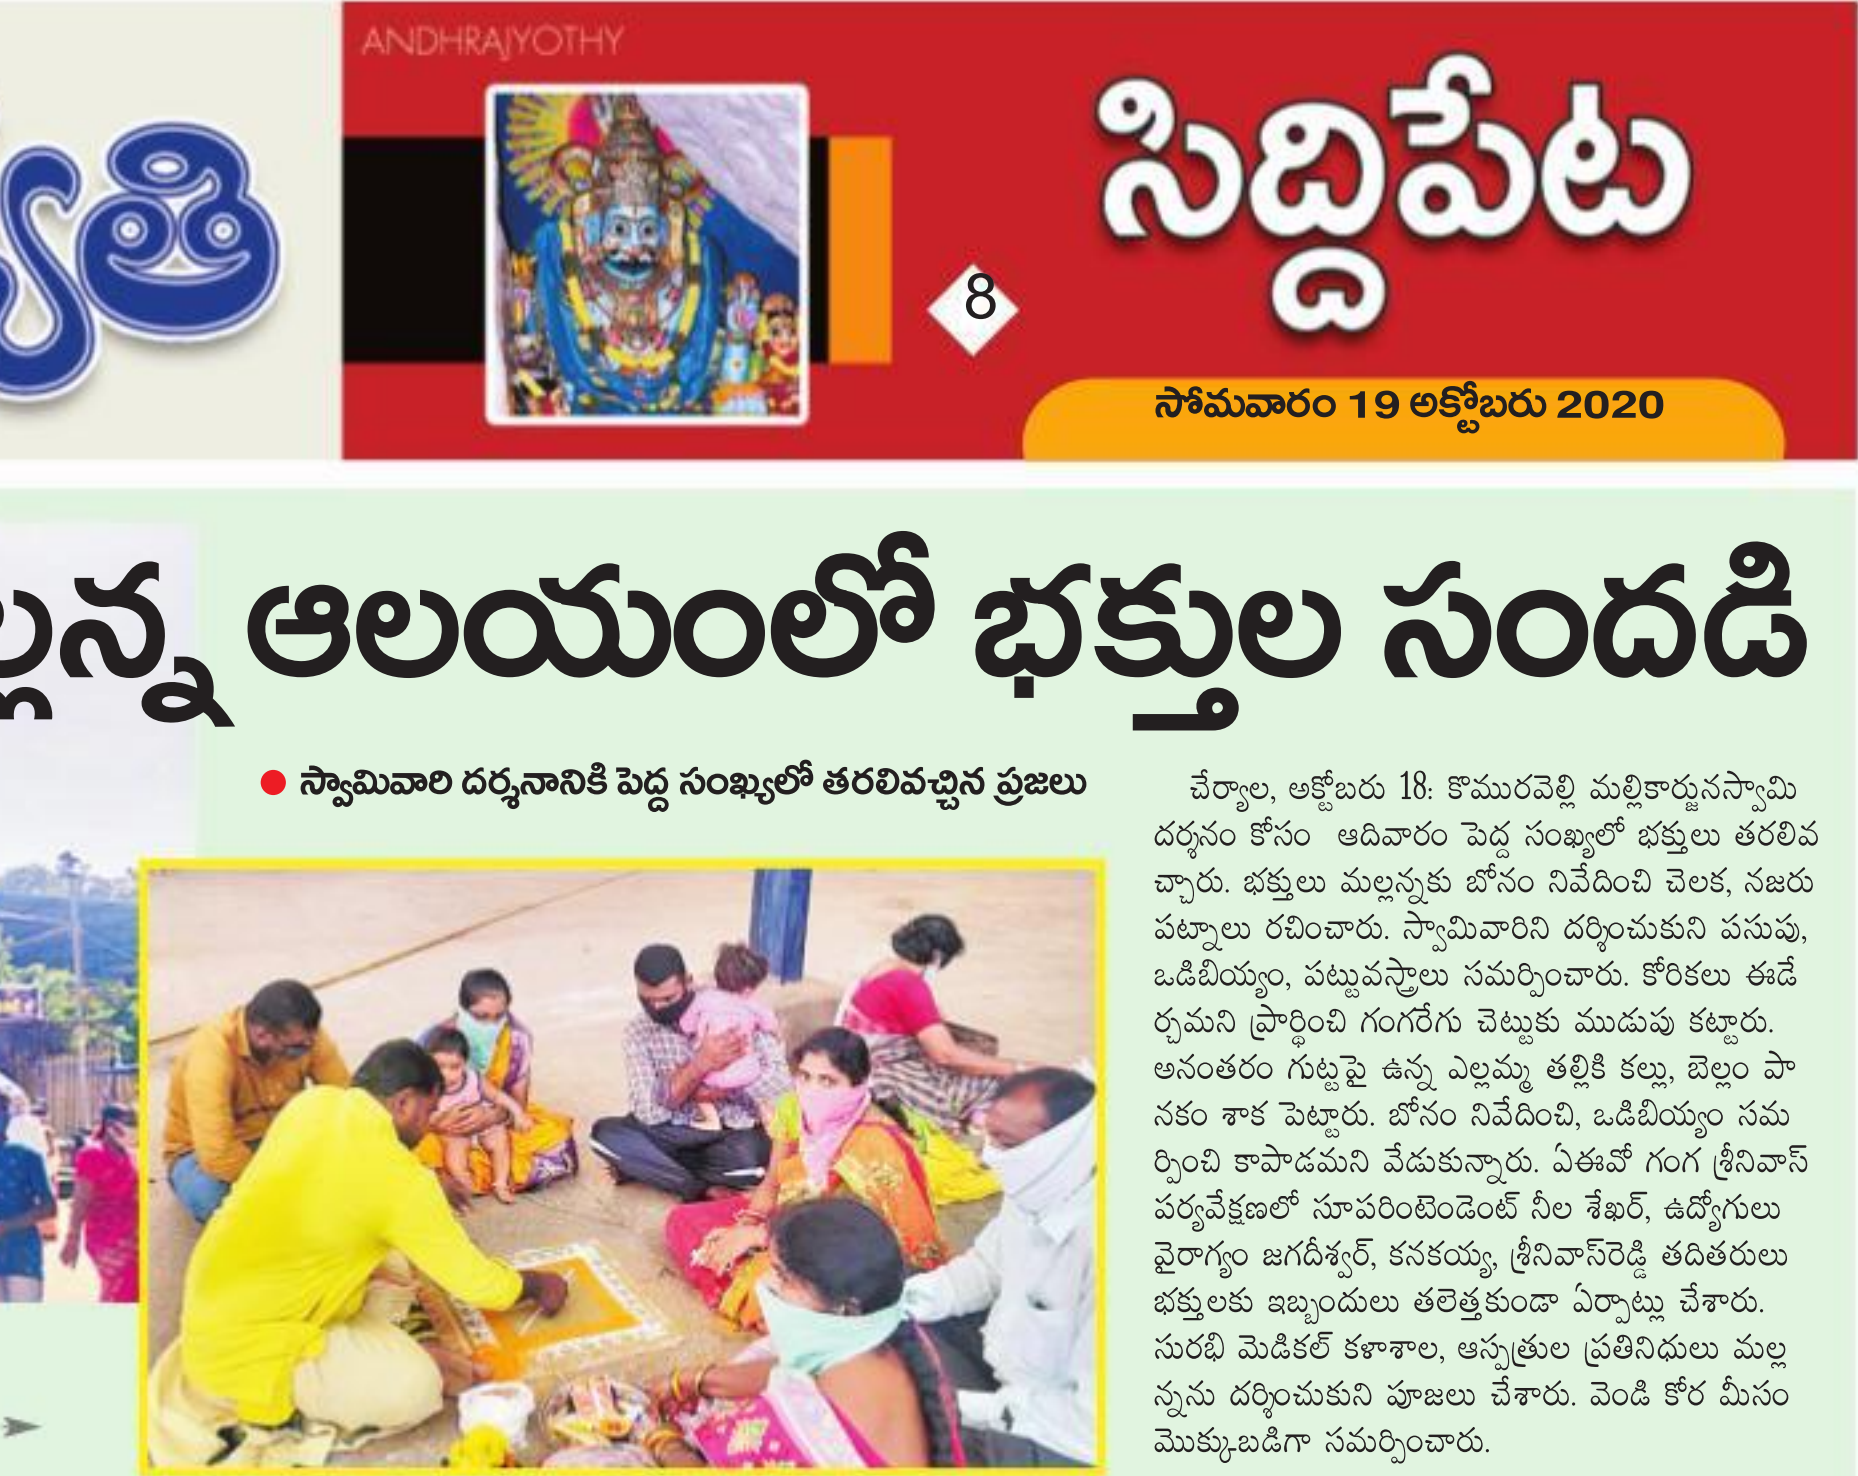 ANDHRAJYOTHY
సిద్దిపేట
8
సోమవారం 19 అక్టోబరు 2020
ల్లన్న ఆలయంలో భక్తుల సందడి
● స్వామివారి దర్శనానికి పెద్ద సంఖ్యలో తరలివచ్చిన ప్రజలు
చేర్యాల, అక్టోబరు 18: కొమురవెల్లి మల్లికార్జునస్వామి
దర్శనం కోసం ఆదివారం పెద్ద సంఖ్యలో భక్తులు తరలివ
చ్చారు. భక్తులు మల్లన్నకు బోనం నివేదించి చెలక, నజరు
పట్నాలు రచించారు. స్వామివారిని దర్శించుకుని పసుపు,
ఒడిబియ్యం, పట్టువస్త్రాలు సమర్పించారు. కోరికలు ఈడే
ర్చమని ప్రార్థించి గంగరేగు చెట్టుకు ముడుపు కట్టారు.
అనంతరం గుట్టపై ఉన్న ఎల్లమ్మ తల్లికి కల్లు, బెల్లం పా
నకం శాక పెట్టారు. బోనం నివేదించి, ఒడిబియ్యం సమ
ర్పించి కాపాడమని వేడుకున్నారు. ఏఈవో గంగ శ్రీనివాస్
పర్యవేక్షణలో సూపరింటెండెంట్ నీల శేఖర్, ఉద్యోగులు
వైరాగ్యం జగదీశ్వర్, కనకయ్య, శ్రీనివాస్‌రెడ్డి తదితరులు
భక్తులకు ఇబ్బందులు తలెత్తకుండా ఏర్పాట్లు చేశారు.
సురభి మెడికల్ కళాశాల, ఆస్పత్రుల ప్రతినిధులు మల్ల
న్నను దర్శించుకుని పూజలు చేశారు. వెండి కోర మీసం
మొక్కుబడిగా సమర్పించారు.